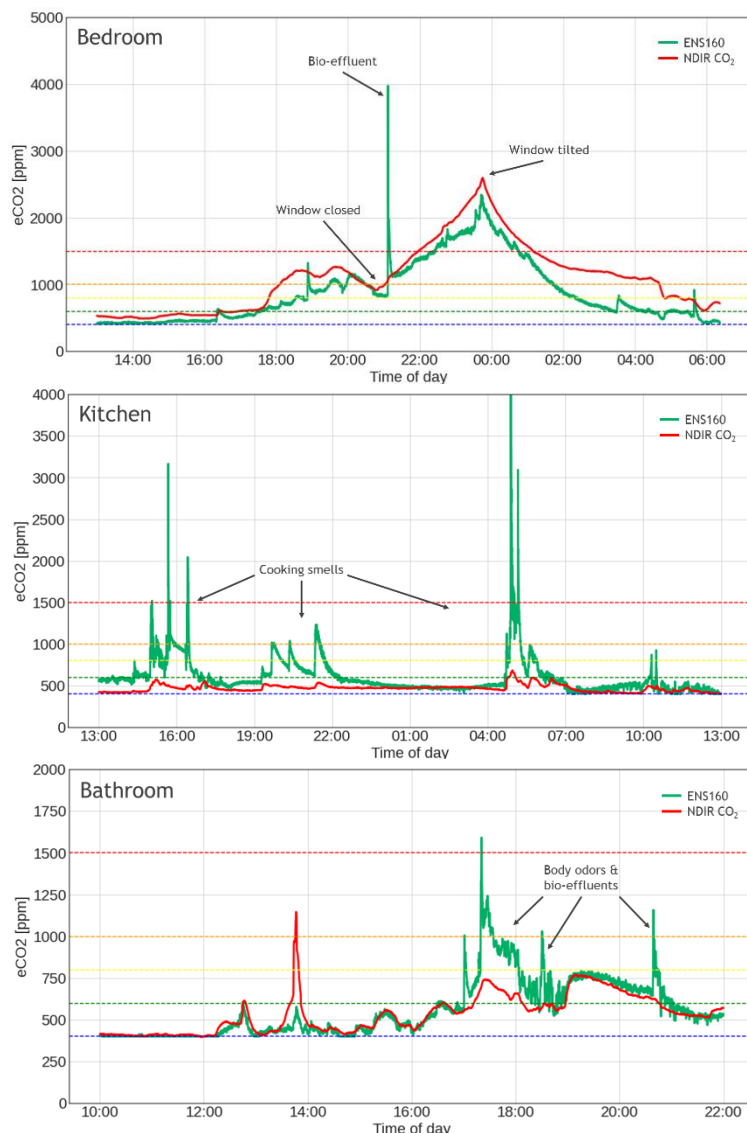 Bedroom
ENS160
NDIR CO₂
Bio-effluent
Window tilted
Window closed
eCO2 [ppm]
5000
4000
3000
2000
1000
0
14:00 16:00 18:00 20:00 22:00 00:00 02:00 04:00 06:00
Time of day
Kitchen
ENS160
NDIR CO₂
Cooking smells
eCO2 [ppm]
4000
3500
3000
2500
2000
1500
1000
500
0
13:00 16:00 19:00 22:00 01:00 04:00 07:00 10:00 13:00
Time of day
Bathroom
ENS160
NDIR CO₂
Body odors &
bio-effluents
eCO2 [ppm]
2000
1750
1500
1250
1000
750
500
250
0
10:00 12:00 14:00 16:00 18:00 20:00 22:00
Time of day